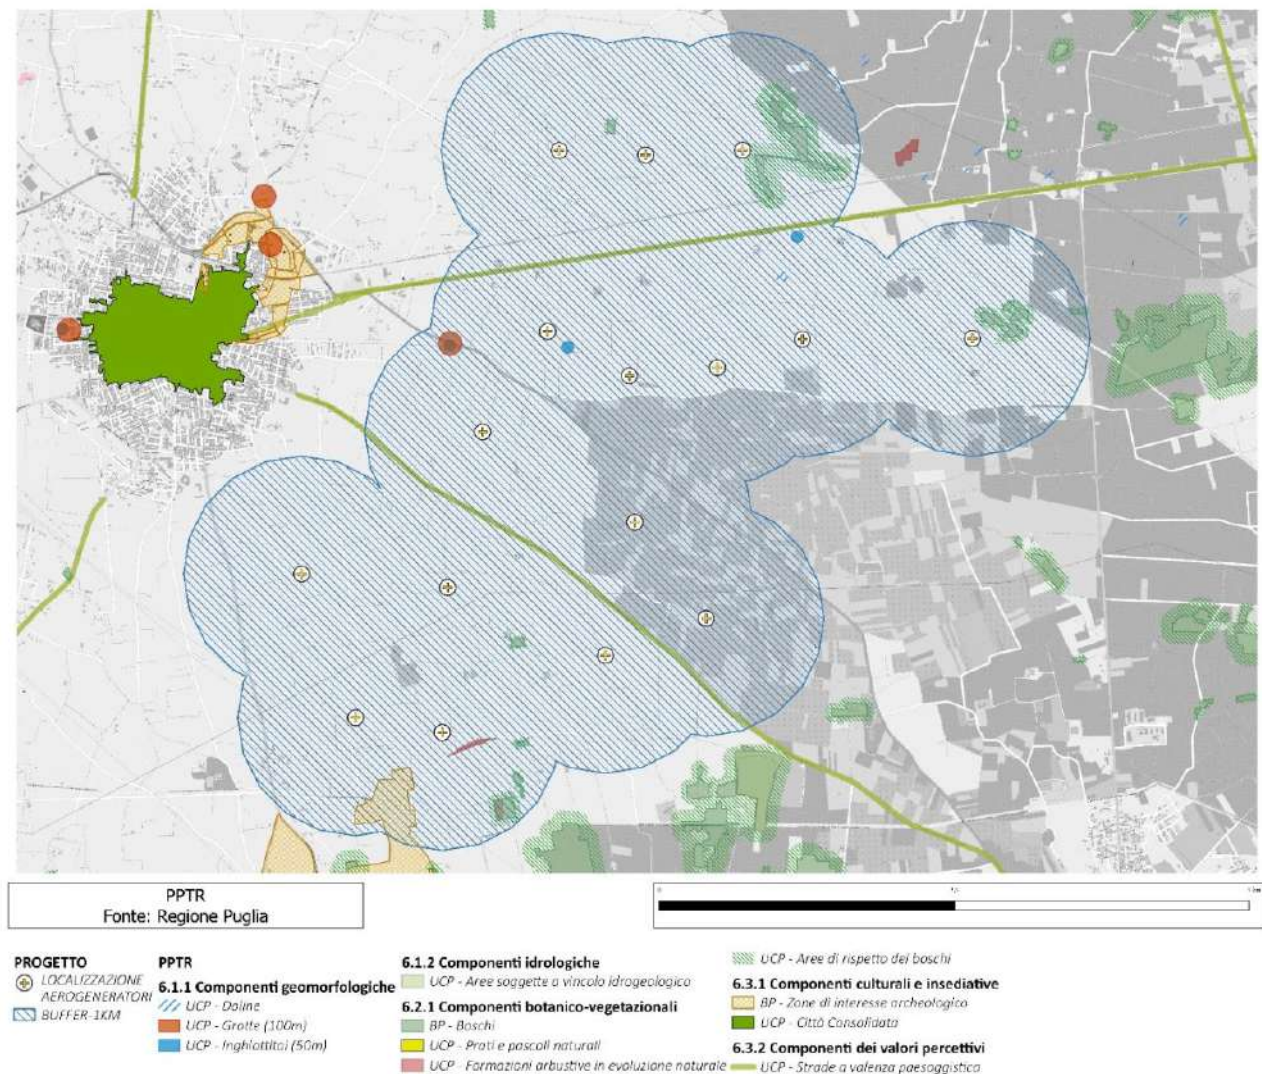 PPTR
Fonte: Regione Puglia
PROGETTO
LOCALIZZAZIONE
AEROGENERATORI
BUFFER-1KM
PPTR
6.1.1 Componenti geomorfologiche
UCP - Doline
UCP - Grotte (100m)
UCP - Inghiottitoi (50m)
6.1.2 Componenti idrologiche
UCP - Aree soggette a vincolo idrogeologico
6.2.1 Componenti botanico-vegetazionali
BP - Boschi
UCP - Prati e pascoli naturali
UCP - Formazioni arbustive in evoluzione naturale
UCP - Aree di rispetto dei boschi
6.3.1 Componenti culturali e insediative
BP - Zone di interesse archeologico
UCP - Città Consolidata
6.3.2 Componenti dei valori percettivi
UCP - Strade a valenza paesaggistica